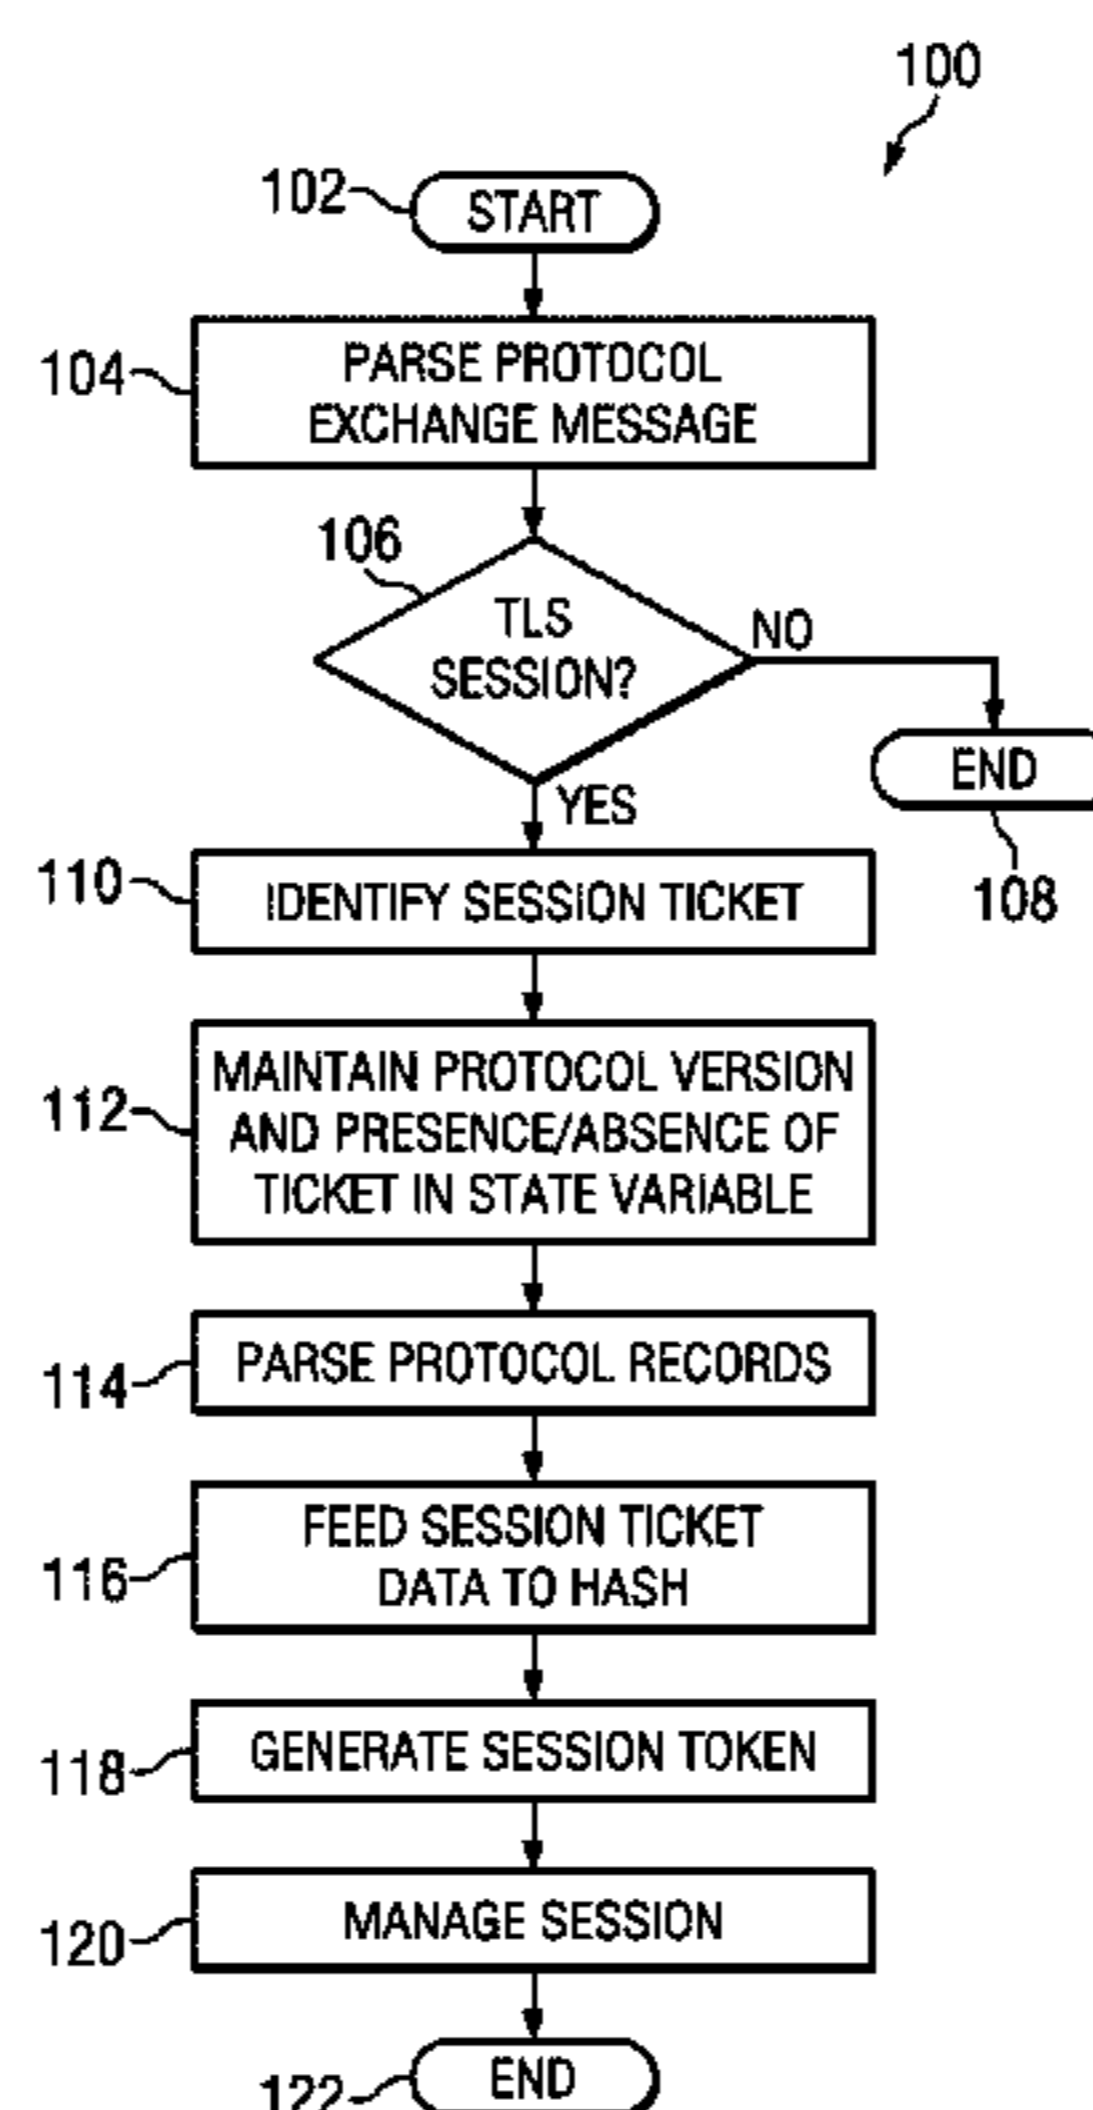 100
102
START
104
PARSE PROTOCOL
EXCHANGE MESSAGE
106
TLS
SESSION?
NO
END
108
YES
110
IDENTIFY SESSION TICKET
112
MAINTAIN PROTOCOL VERSION
AND PRESENCE/ABSENCE OF
TICKET IN STATE VARIABLE
114
PARSE PROTOCOL RECORDS
116
FEED SESSION TICKET
DATA TO HASH
118
GENERATE SESSION TOKEN
120
MANAGE SESSION
122
END